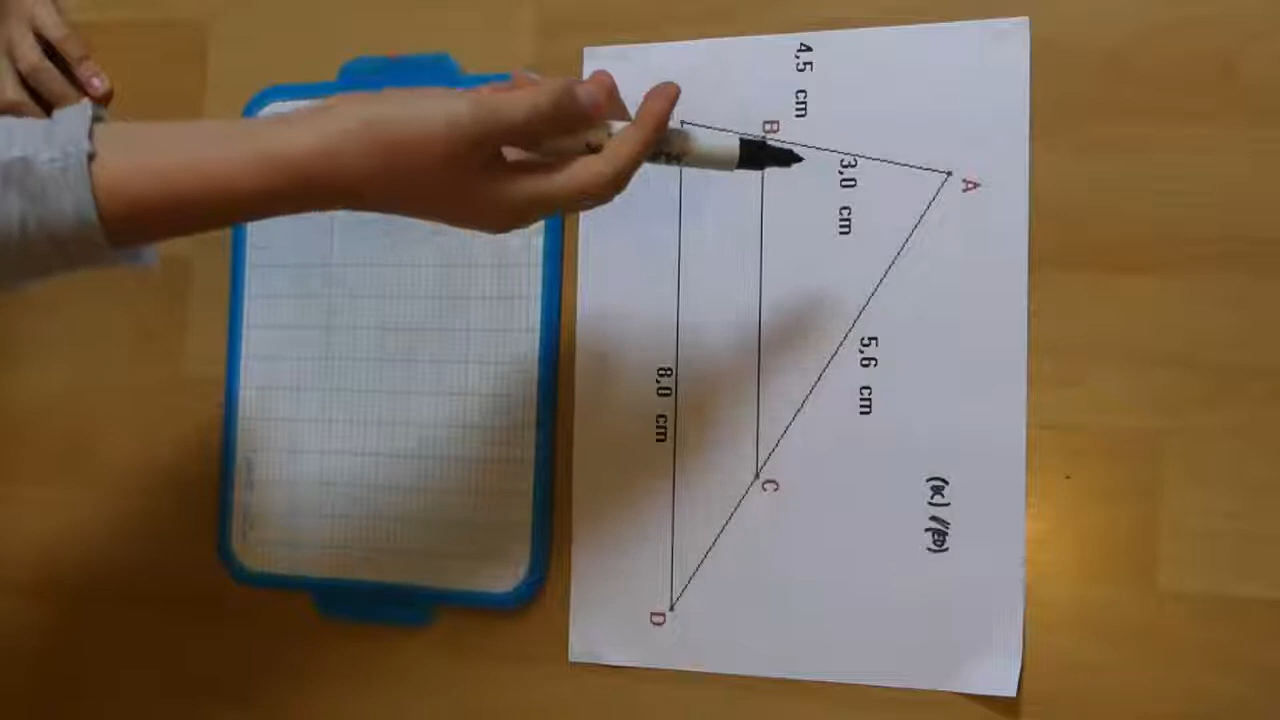 4,5 cm
B
3,0 cm
A
5,6 cm
8,0 cm
C
D
(BC) // (ED)